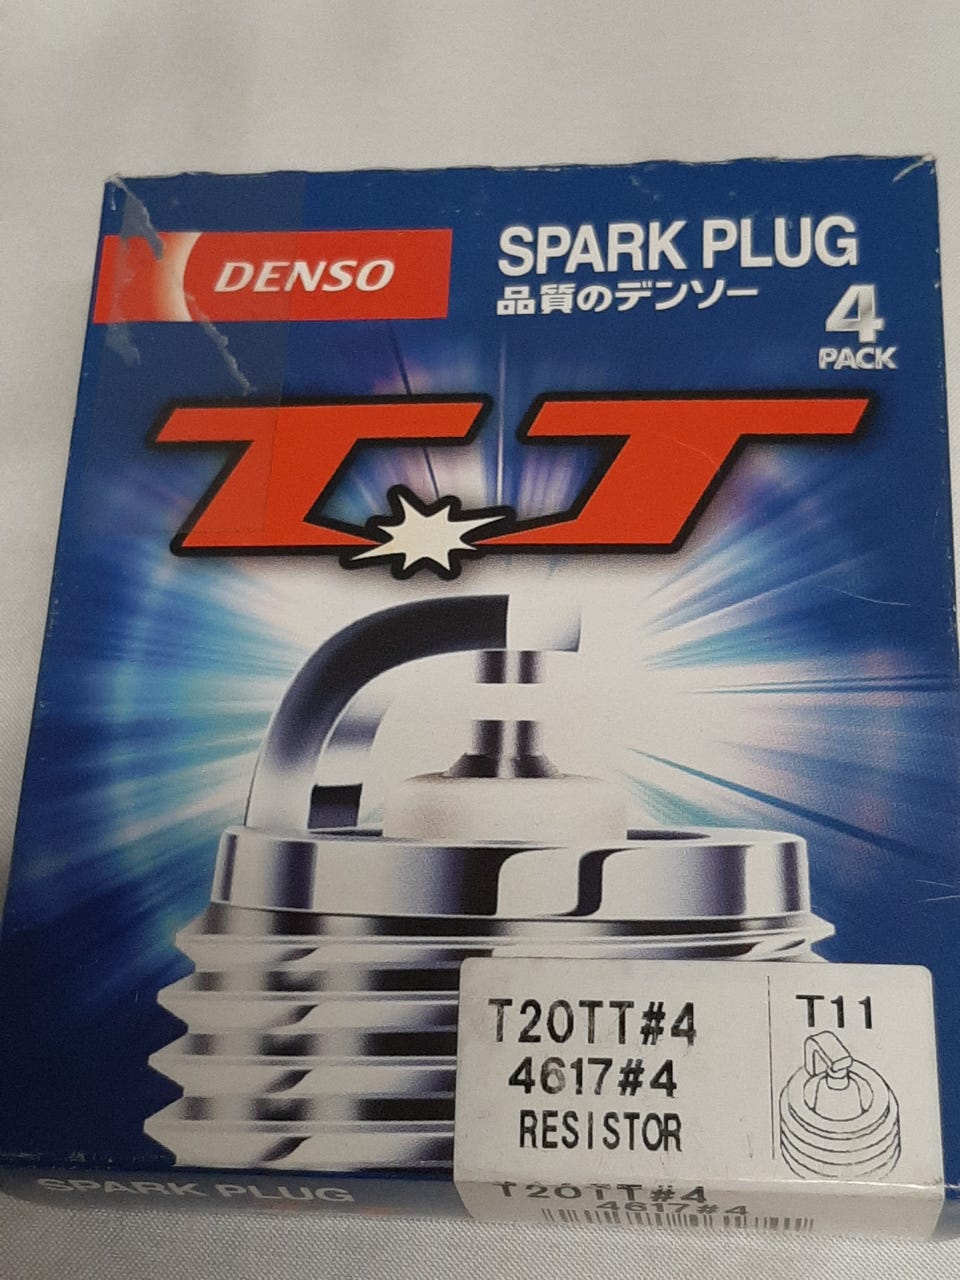 DENSO
SPARK PLUG
品質のデンソー
4
PACK
TT
T20TT#4
4617#4
RESISTOR
T11
SPARK PLUG
T20TT#4
4617#4